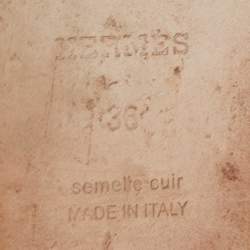 HERMES
36
semelle cuir
MADE IN ITALY